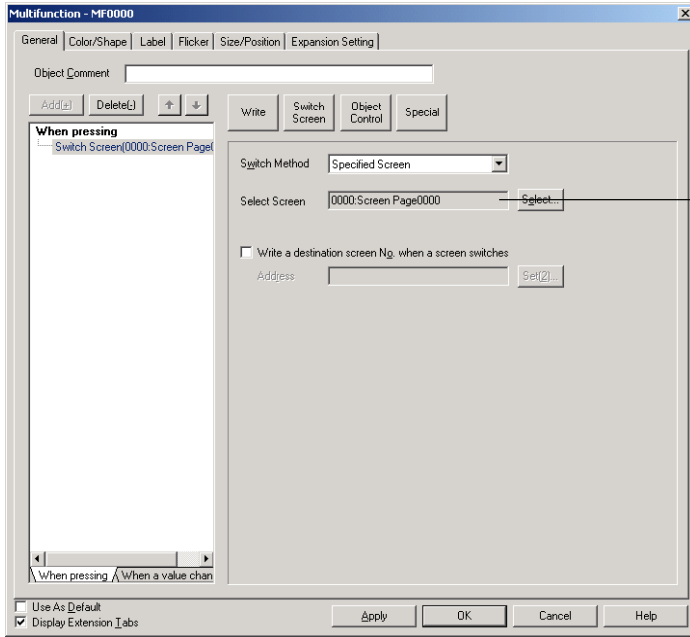 Multifunction - MF0000
General Color/Shape Label Flicker Size/Position Expansion Setting
Object Comment
Add(+) Delete(-)
Write Switch Screen Object Control Special
When pressing
Switch Screen(0000:Screen Page(
Switch Method Specified Screen
Select Screen 0000:Screen Page0000 Select...
Write a destination screen No. when a screen switches
Address Set(2)...
When pressing When a value chan
Use As Default
Display Extension Tabs
Apply OK Cancel Help